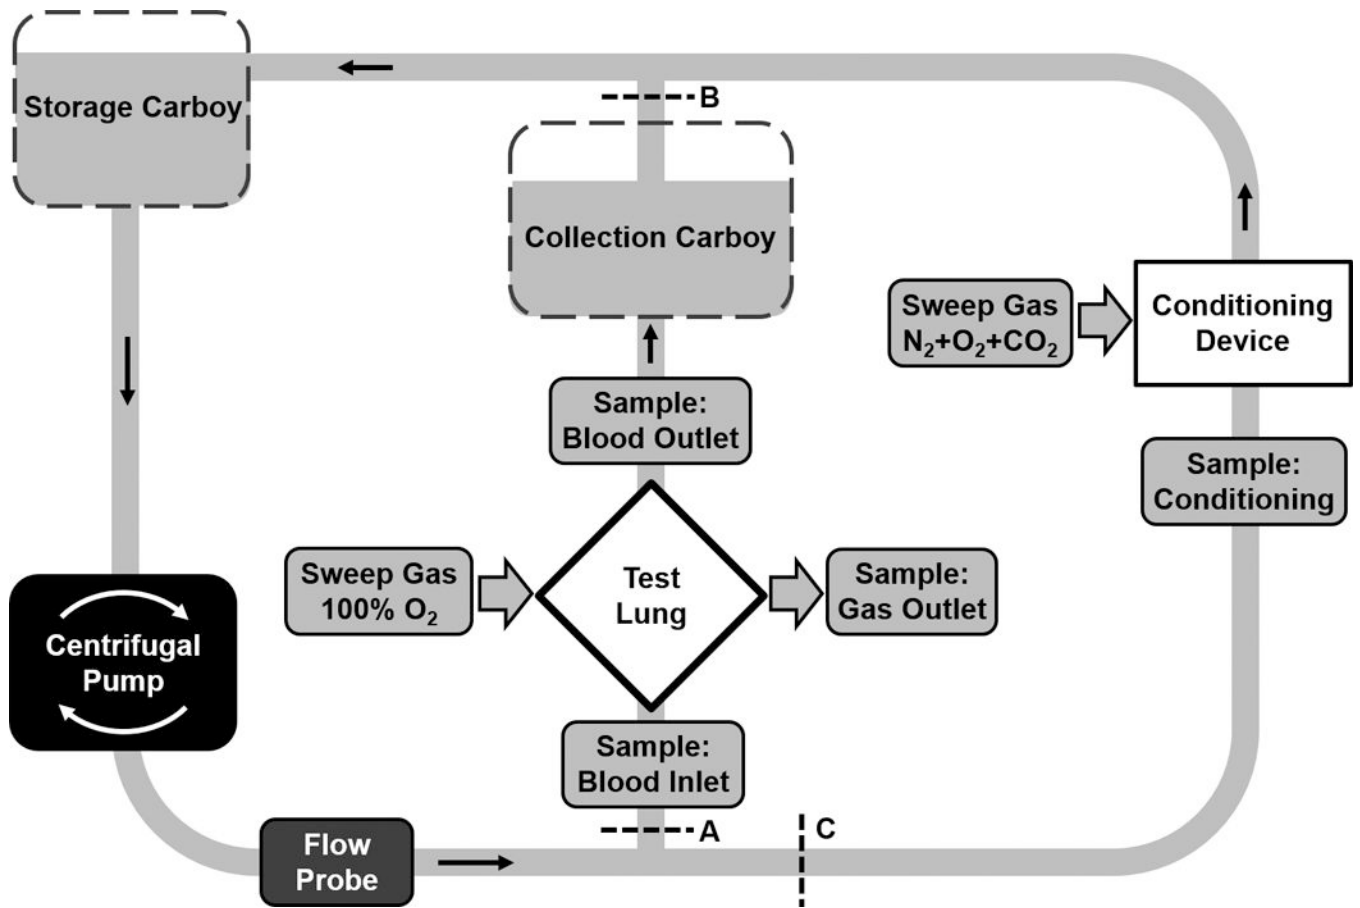 Storage Carboy
B
Collection Carboy
Sweep Gas
N₂+O₂+CO₂
Conditioning
Device
Sample:
Blood Outlet
Sample:
Conditioning
Sweep Gas
100% O₂
Test
Lung
Sample:
Gas Outlet
Centrifugal
Pump
Sample:
Blood Inlet
A
C
Flow
Probe